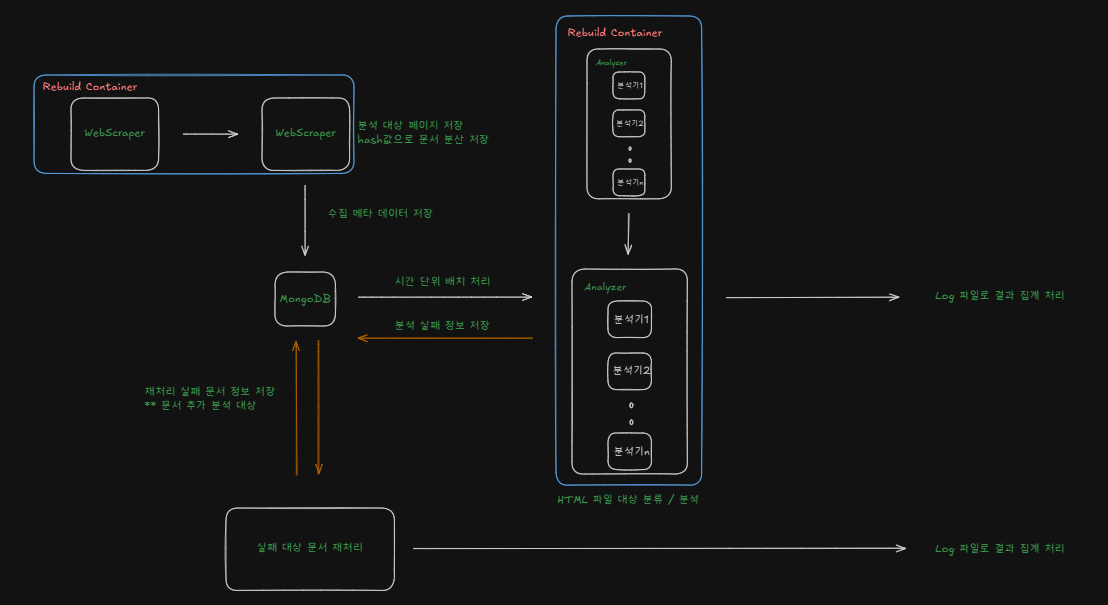 Rebuild Container
WebScraper
WebScraper
분석 대상 페이지 저장
hash값으로 문서 분산 저장
수집 메타 데이터 저장
MongoDB
시간 단위 배치 처리
분석 실패 정보 저장
재처리 실패 문서 정보 저장
** 문서 추가 분석 대상
실패 대상 문서 재처리
Rebuild Container
Analyzer
분석기1
분석기2
분석기n
Analyzer
분석기1
분석기2
분석기n
HTML 파일 대상 분류 / 분석
Log 파일로 결과 집계 처리
Log 파일로 결과 집계 처리